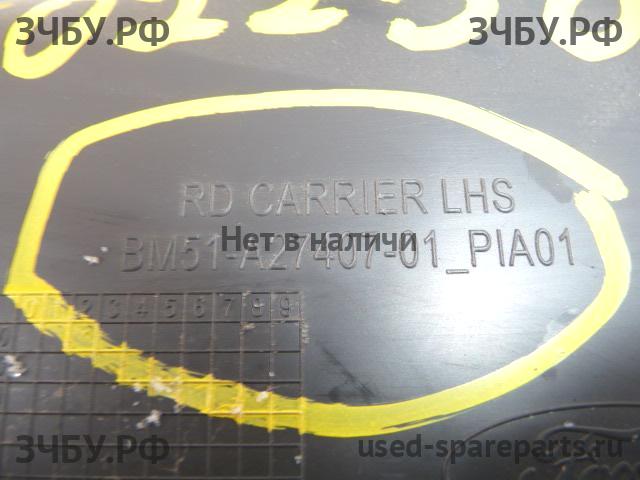 ЗЧБУ.РФ
ЗЧБУ.РФ
RD CARRIER LHS
BM51-A27407-01_PIA01
Нет в наличии
0 1 2 3 4 5 6 7 8 9
ЗЧБУ.РФ
used-spareparts.ru